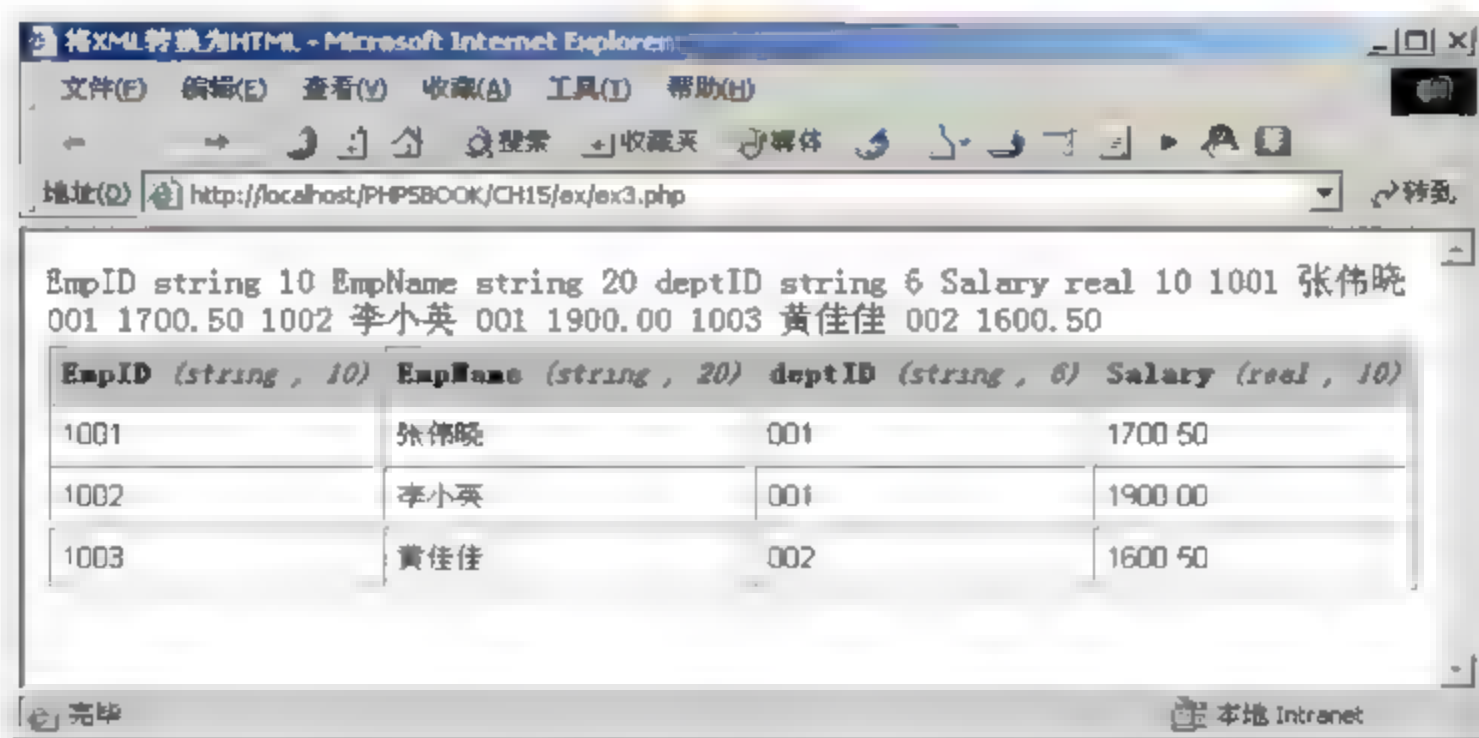 将XML转换为HTML - Microsoft Internet Explorer
文件(F) 编辑(E) 查看(V) 收藏(A) 工具(T) 帮助(H)
搜索 收藏夹 媒体
地址(D) http://localhost/PHP5BOOK/CH15/ex/ex3.php 转到
EmpID string 10 EmpName string 20 deptID string 6 Salary real 10 1001 张伟晓
001 1700.50 1002 李小英 001 1900.00 1003 黄佳佳 002 1600.50
EmpID (string , 10) EmpName (string , 20) deptID (string , 6) Salary (real , 10)
1001 张伟晓 001 1700.50
1002 李小英 001 1900.00
1003 黄佳佳 002 1600.50
完毕 本地 Intranet